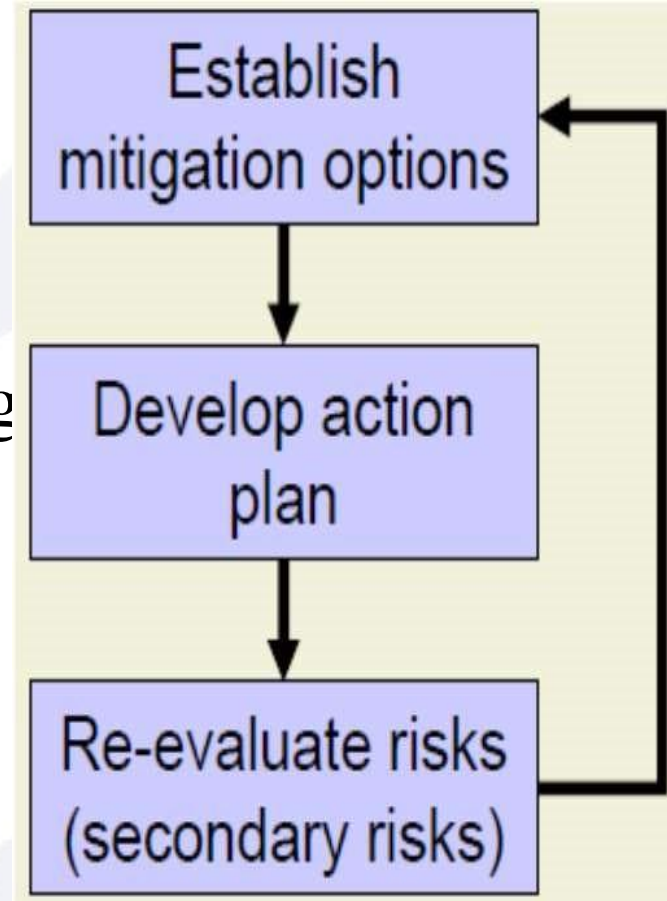 Establish
mitigation options
g
Develop action
plan
Re-evaluate risks
(secondary risks)